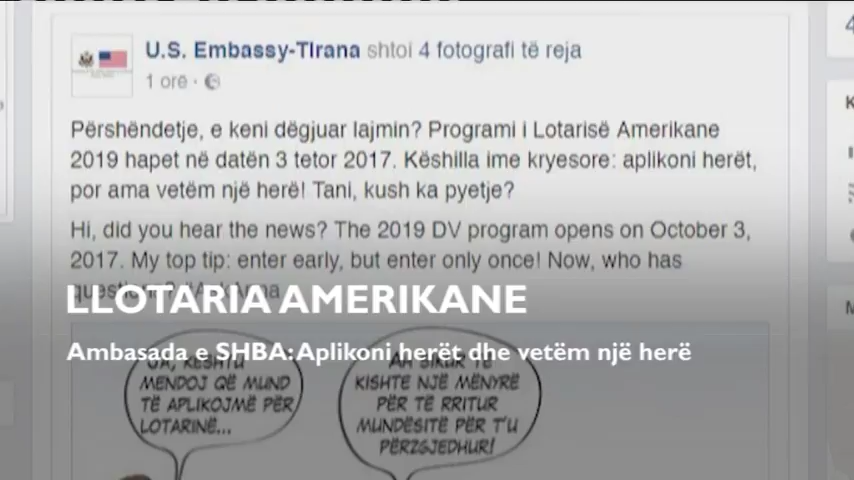 U.S. Embassy-Tirana shtoi 4 fotografi të reja
1 orë
Përshëndetje, e keni dëgjuar lajmin? Programi i Lotarisë Amerikane
2019 hapet në datën 3 tetor 2017. Këshilla ime kryesore: aplikoni herët,
por ama vetëm një herë! Tani, kush ka pyetje?
Hi, did you hear the news? The 2019 DV program opens on October 3,
2017. My top tip: enter early, but enter only once! Now, who has
LLOTARIA AMERIKANE
Ambasada e SHBA: Aplikoni herët dhe vetëm një herë
MENDOJ QË MUND
TË APLIKOJMË PËR
LOTARINË...
AH SIKUR TË
KISHTE NJË MËNYRË
PËR TË RRITUR
MUNDËSITË PËR T'U
PËRZGJEDHUR!